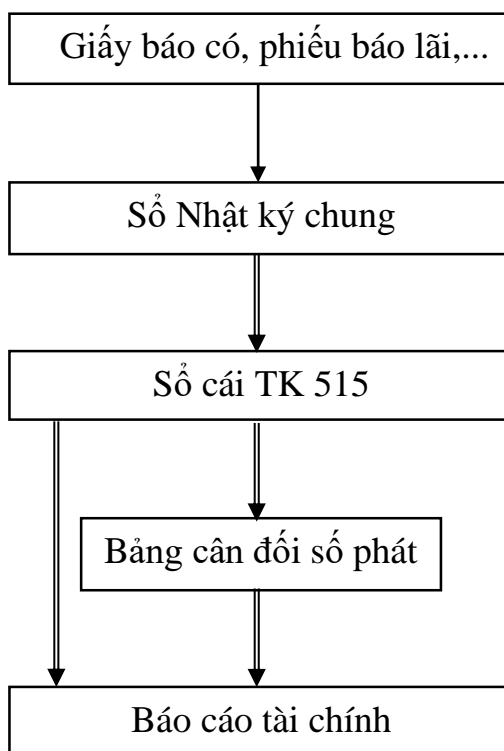 Giấy báo có, phiếu báo lãi,...
Sổ Nhật ký chung
Sổ cái TK 515
Bảng cân đối số phát
Báo cáo tài chính